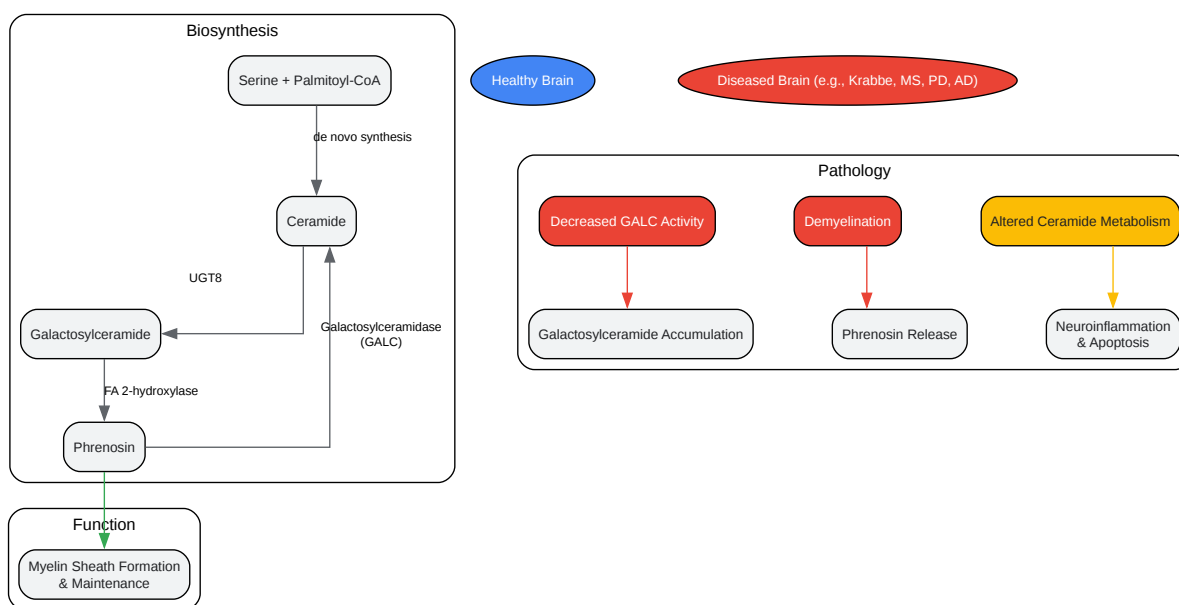 Biosynthesis
Serine + Palmitoyl-CoA
de novo synthesis
Ceramide
UGT8
Galactosylceramidase
(GALC)
Galactosylceramide
FA 2-hydroxylase
Phrenosin
Function
Myelin Sheath Formation
& Maintenance
Healthy Brain
Diseased Brain (e.g., Krabbe, MS, PD, AD)
Pathology
Decreased GALC Activity
Demyelination
Altered Ceramide Metabolism
Galactosylceramide Accumulation
Phrenosin Release
Neuroinflammation
& Apoptosis